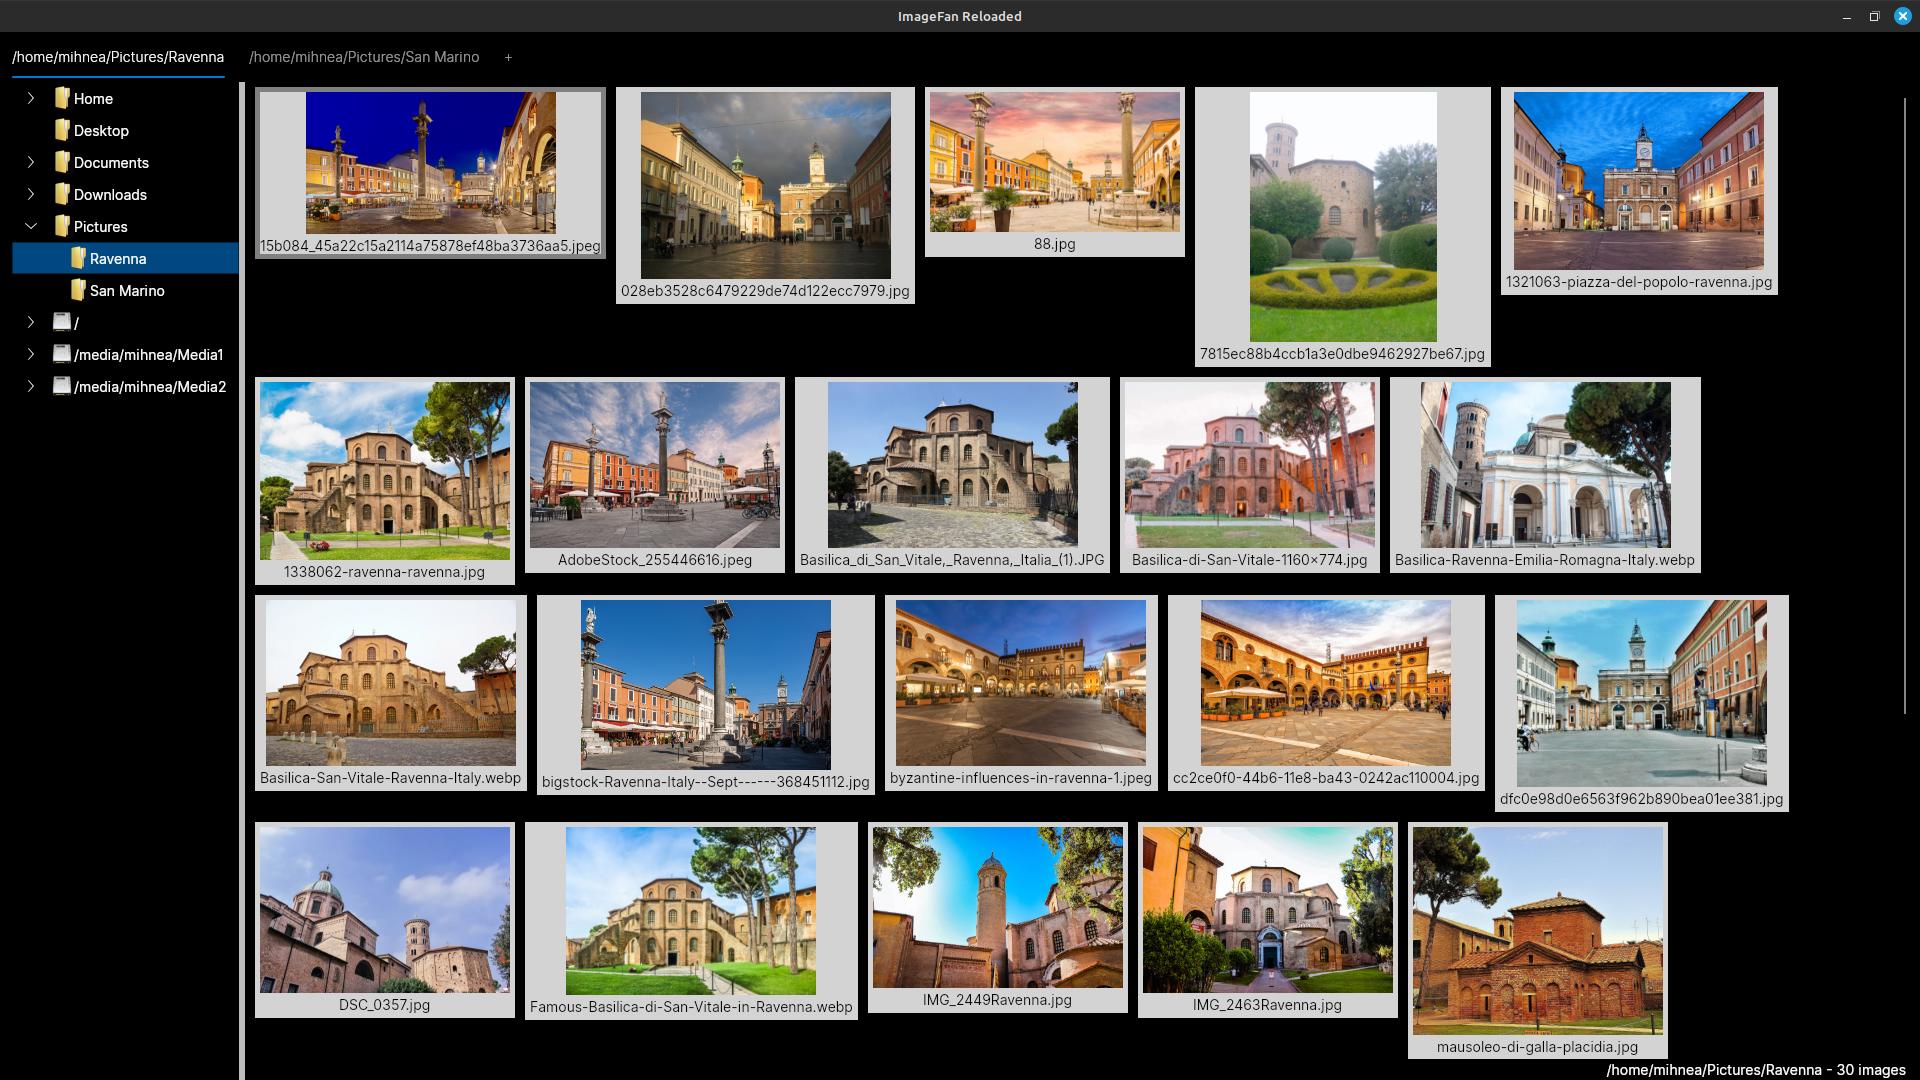 ImageFan Reloaded
/home/mihnea/Pictures/Ravenna
/home/mihnea/Pictures/San Marino
+
Home
Desktop
Documents
Downloads
Pictures
Ravenna
San Marino
/
/media/mihnea/Media1
/media/mihnea/Media2
15b084_45a22c15a2114a75878ef48ba3736aa5.jpeg
028eb3528c6479229de74d122ecc7979.jpg
88.jpg
7815ec88b4ccb1a3e0dbe9462927be67.jpg
1321063-piazza-del-popolo-ravenna.jpg
1338062-ravenna-ravenna.jpg
AdobeStock_255446616.jpeg
Basilica_di_San_Vitale,_Ravenna,_Italia_(1).JPG
Basilica-di-San-Vitale-1160×774.jpg
Basilica-Ravenna-Emilia-Romagna-Italy.webp
Basilica-San-Vitale-Ravenna-Italy.webp
bigstock-Ravenna-Italy--Sept------368451112.jpg
byzantine-influences-in-ravenna-1.jpeg
cc2ce0f0-44b6-11e8-ba43-0242ac110004.jpg
dfc0e98d0e6563f962b890bea01ee381.jpg
DSC_0357.jpg
Famous-Basilica-di-San-Vitale-in-Ravenna.webp
IMG_2449Ravenna.jpg
IMG_2463Ravenna.jpg
mausoleo-di-galla-placidia.jpg
/home/mihnea/Pictures/Ravenna - 30 images